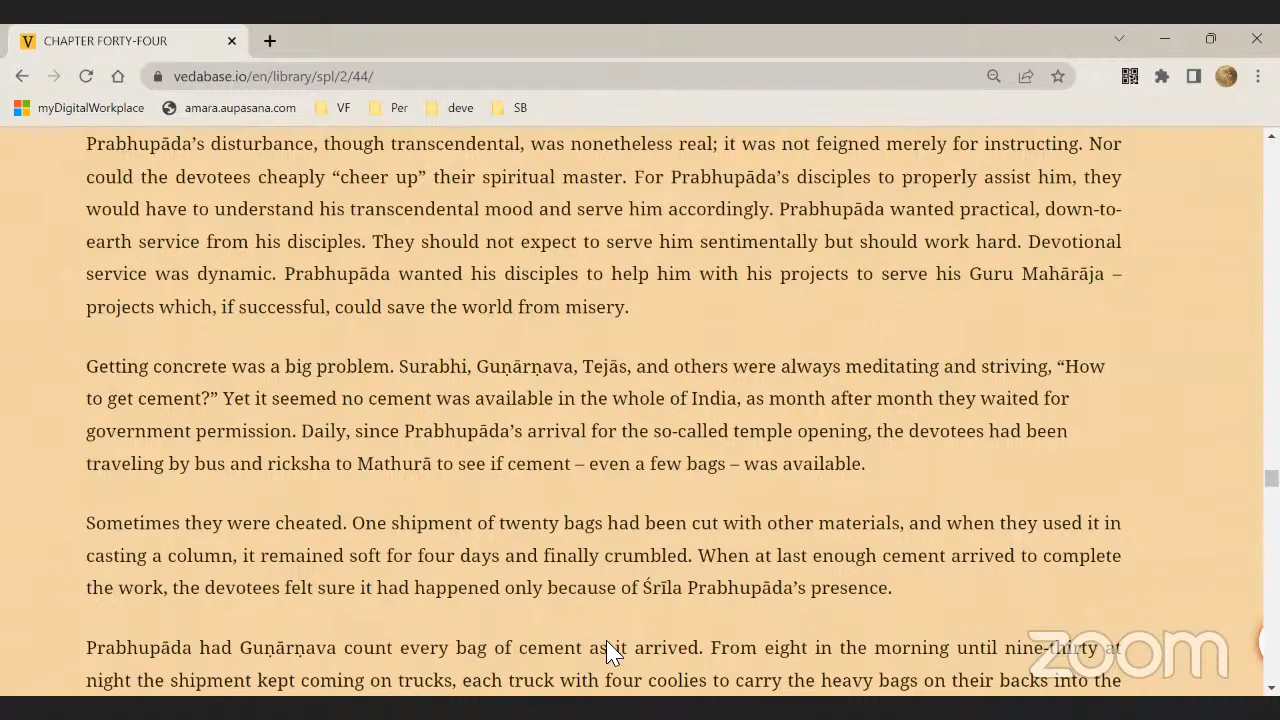 CHAPTER FORTY-FOUR
vedabase.io/en/library/spl/2/44/
myDigitalWorkplace amara.aupasana.com VF Per deve SB
Prabhupāda’s disturbance, though transcendental, was nonetheless real; it was not feigned merely for instructing. Nor
could the devotees cheaply “cheer up” their spiritual master. For Prabhupāda’s disciples to properly assist him, they
would have to understand his transcendental mood and serve him accordingly. Prabhupāda wanted practical, down-to-
earth service from his disciples. They should not expect to serve him sentimentally but should work hard. Devotional
service was dynamic. Prabhupāda wanted his disciples to help him with his projects to serve his Guru Mahārāja –
projects which, if successful, could save the world from misery.
Getting concrete was a big problem. Surabhi, Guṇārṇava, Tejās, and others were always meditating and striving, “How
to get cement?” Yet it seemed no cement was available in the whole of India, as month after month they waited for
government permission. Daily, since Prabhupāda’s arrival for the so-called temple opening, the devotees had been
traveling by bus and ricksha to Mathurā to see if cement – even a few bags – was available.
Sometimes they were cheated. One shipment of twenty bags had been cut with other materials, and when they used it in
casting a column, it remained soft for four days and finally crumbled. When at last enough cement arrived to complete
the work, the devotees felt sure it had happened only because of Śrīla Prabhupāda’s presence.
Prabhupāda had Guṇārṇava count every bag of cement as it arrived. From eight in the morning until nine-thirty at
night the shipment kept coming on trucks, each truck with four coolies to carry the heavy bags on their backs into the
zoom